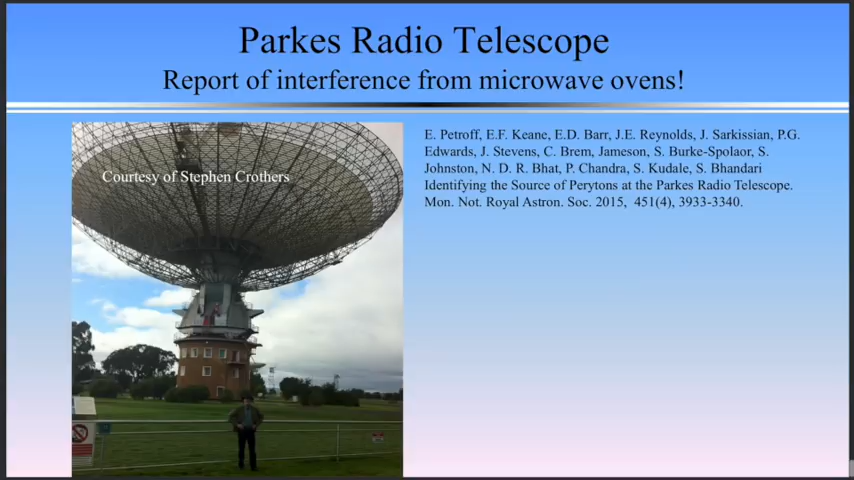 Parkes Radio Telescope
Report of interference from microwave ovens!
Courtesy of Stephen Crothers
E. Petroff, E.F. Keane, E.D. Barr, J.E. Reynolds, J. Sarkissian, P.G.
Edwards, J. Stevens, C. Brem, Jameson, S. Burke-Spolaor, S.
Johnston, N. D. R. Bhat, P. Chandra, S. Kudale, S. Bhandari
Identifying the Source of Perytons at the Parkes Radio Telescope.
Mon. Not. Royal Astron. Soc. 2015, 451(4), 3933-3340.